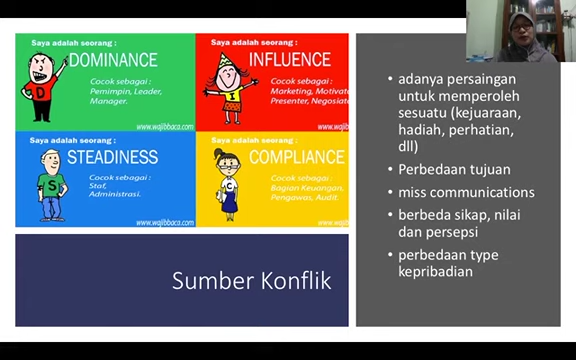 Saya adalah seorang :
DOMINANCE
Cocok sebagai :
Pemimpin, Leader,
Manager.
D
www.wajibbaca.com
Saya adalah seorang :
INFLUENCE
Cocok sebagai :
Marketing, Motivato
Presenter, Negosiato
I
www.wajibbaca.com
Saya adalah seorang :
STEADINESS
Cocok sebagai :
Staf,
Administrasi.
S
www.wajibbaca.com
Saya adalah seorang :
COMPLIANCE
Cocok sebagai :
Bagian Keuangan,
Pengawas, Audit.
C
www.wajibbaca.com
Sumber Konflik
• adanya persaingan
untuk memperoleh
sesuatu (kejuaraan,
hadiah, perhatian,
dll)
• Perbedaan tujuan
• miss communications
• berbeda sikap, nilai
dan persepsi
• perbedaan type
kepribadian